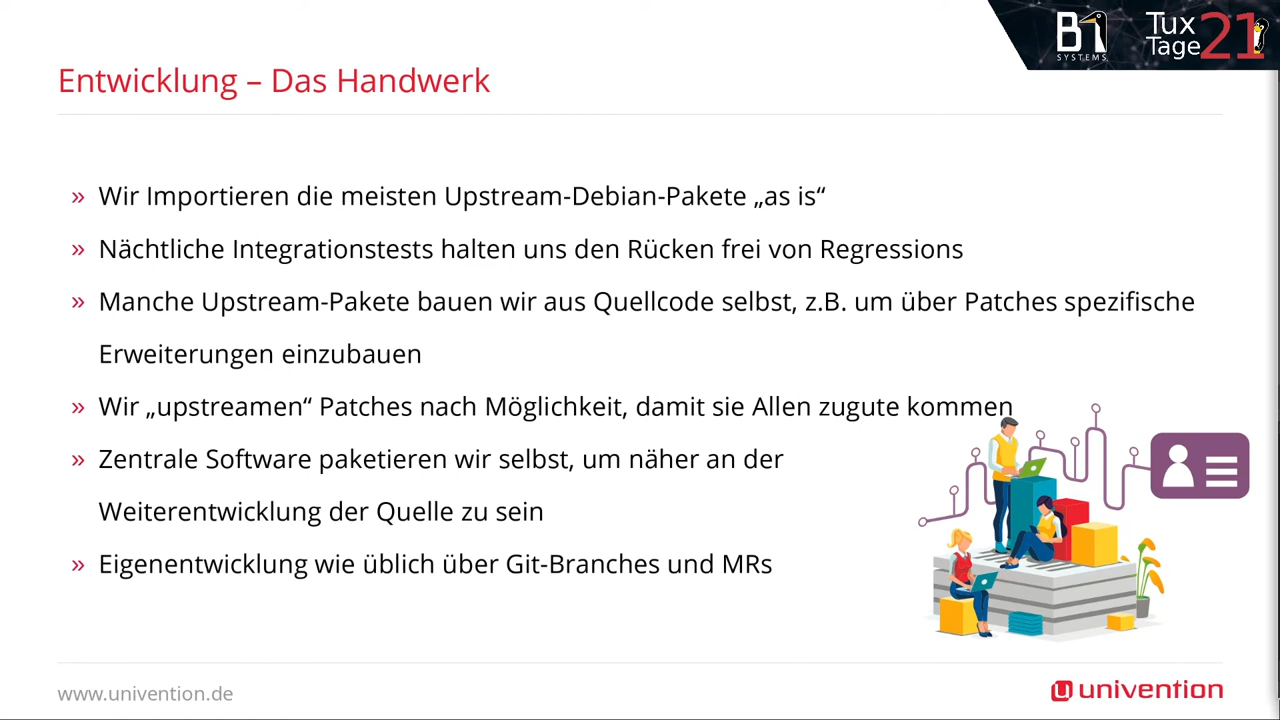 B1
SYSTEMS
Tux
Tage 21
Entwicklung – Das Handwerk
» Wir Importieren die meisten Upstream-Debian-Pakete „as is“
» Nächtliche Integrationstests halten uns den Rücken frei von Regressions
» Manche Upstream-Pakete bauen wir aus Quellcode selbst, z.B. um über Patches spezifische
Erweiterungen einzubauen
» Wir „upstreamen“ Patches nach Möglichkeit, damit sie Allen zugute kommen
» Zentrale Software paketieren wir selbst, um näher an der
Weiterentwicklung der Quelle zu sein
» Eigenentwicklung wie üblich über Git-Branches und MRs
www.univention.de
univention